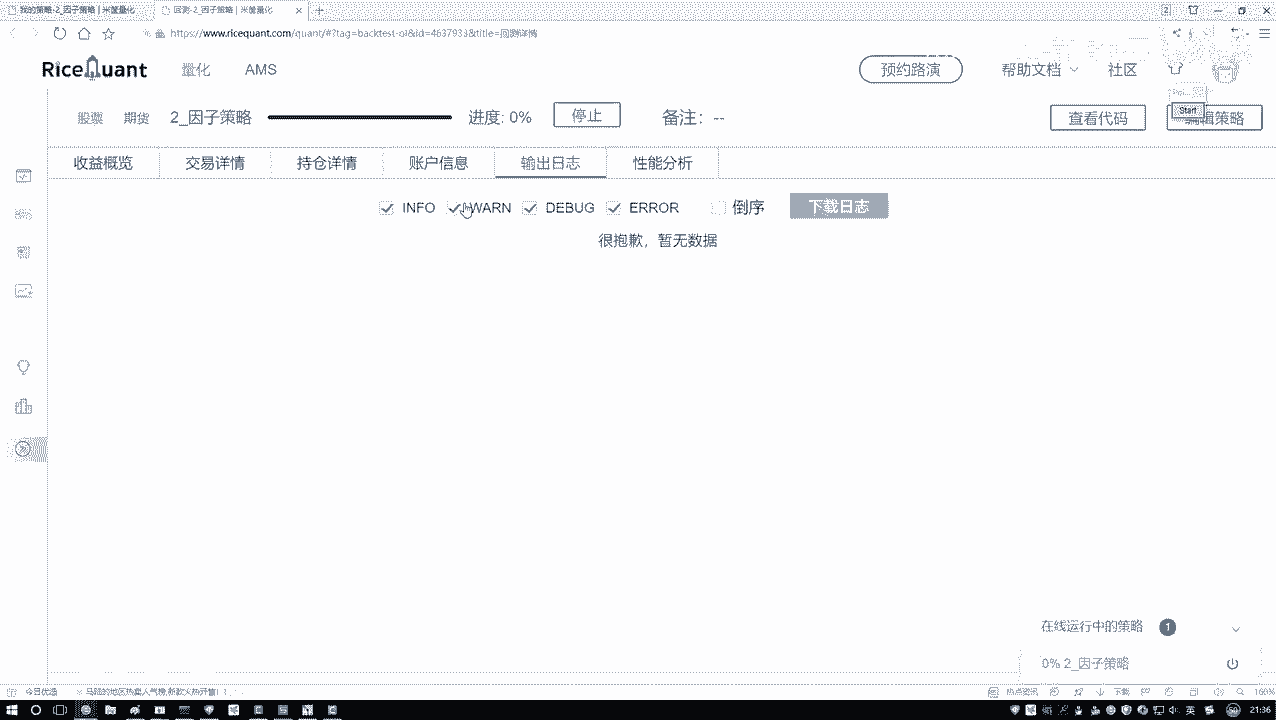 我的策略-2_因子策略 | 米筐量化
回测-2_因子策略 | 米筐量化
https://www.ricequant.com/quant/#?tag=backtest-
RiceQuant 量化 AMS 预约路演 帮助文档 社区
股票 期货 2_因子策略 进度: 0% 停止 备注: -- 查看代码 编辑策略
Start
收益概览 交易详情 持仓详情 账户信息 输出日志 性能分析
INFO WARN DEBUG ERROR 倒序 下载日志
很抱歉，暂无数据
在线运行中的策略 1
0% 2_因子策略
今日优选 热点资讯 下载 100%
英 21:36